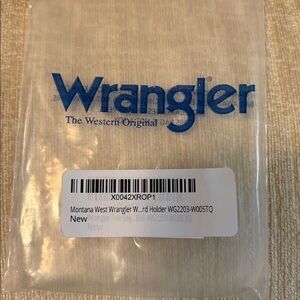 Wrangler®
The Western Original
X0042XROP1
Montana West Wrangler W...rd Holder WG2203-W005TQ
New